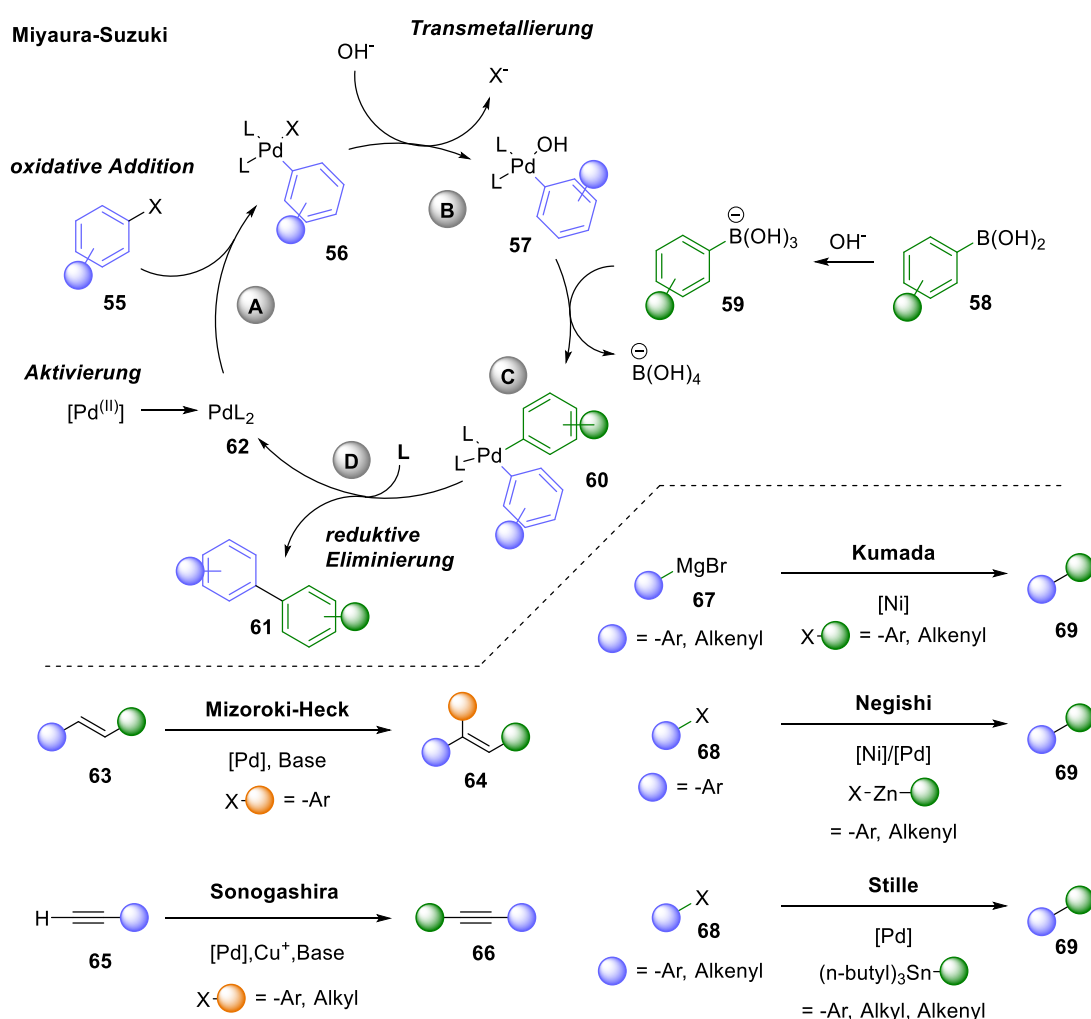 Miyaura-Suzuki
Transmetallierung
OH⁻
X⁻
L
X
Pd
L
56
oxidative Addition
X
55
A
B
L
OH
Pd
L
57
⊖
B(OH)₃
59
OH⁻
B(OH)₂
58
⊖
B(OH)₄
C
Aktivierung
[Pd⁽ᴵᴵ⁾]
PdL₂
62
D
L
L
Pd
L
60
reduktive
Eliminierung
61
MgBr
67
= -Ar, Alkenyl
Kumada
[Ni]
X- = -Ar, Alkenyl
69
63
Mizoroki-Heck
[Pd], Base
X- = -Ar
64
X
68
= -Ar
Negishi
[Ni]/[Pd]
X-Zn-
= -Ar, Alkenyl
69
H
65
Sonogashira
[Pd],Cu⁺,Base
X- = -Ar, Alkyl
66
X
68
= -Ar, Alkenyl
Stille
[Pd]
(n-butyl)₃Sn-
= -Ar, Alkyl, Alkenyl
69